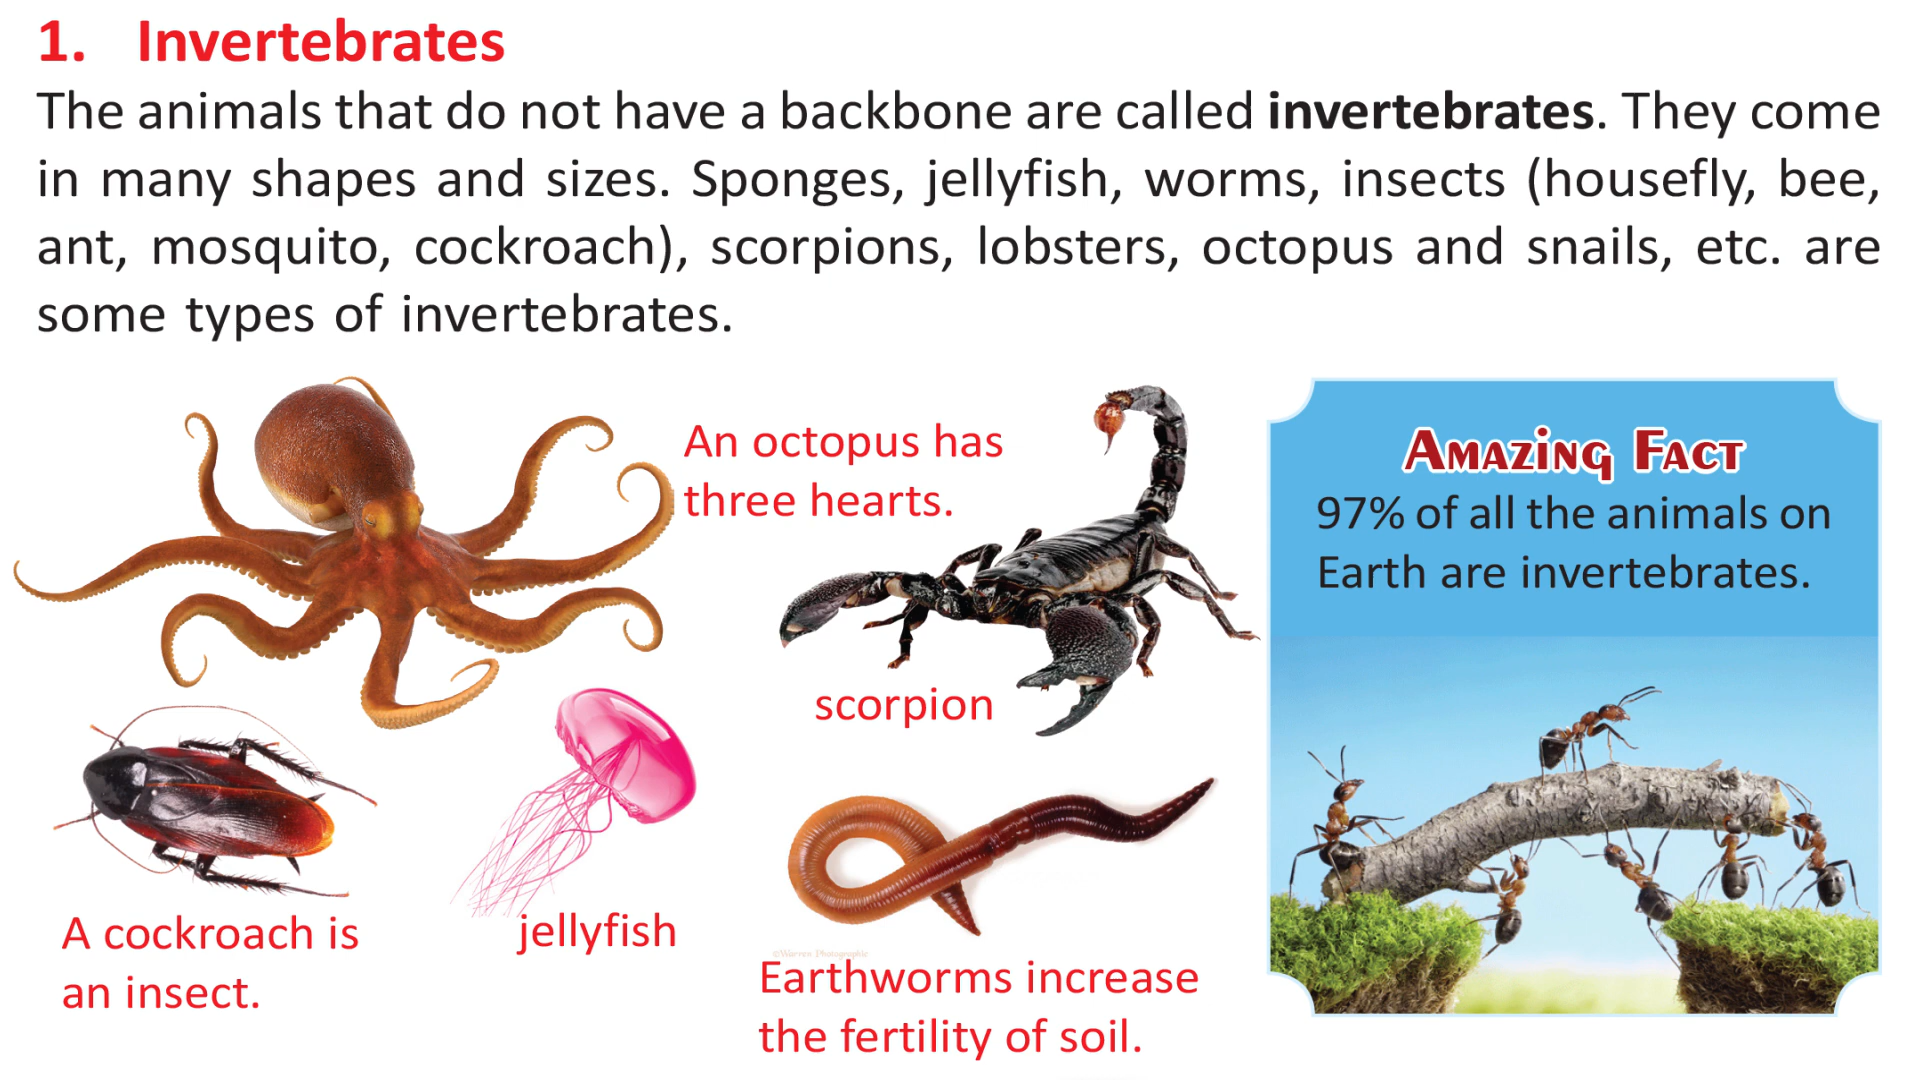 1. Invertebrates
The animals that do not have a backbone are called invertebrates. They come
in many shapes and sizes. Sponges, jellyfish, worms, insects (housefly, bee,
ant, mosquito, cockroach), scorpions, lobsters, octopus and snails, etc. are
some types of invertebrates.
An octopus has
three hearts.
scorpion
A cockroach is
an insect.
jellyfish
©Warren Photographic
Earthworms increase
the fertility of soil.
AMAZING FACT
97% of all the animals on
Earth are invertebrates.